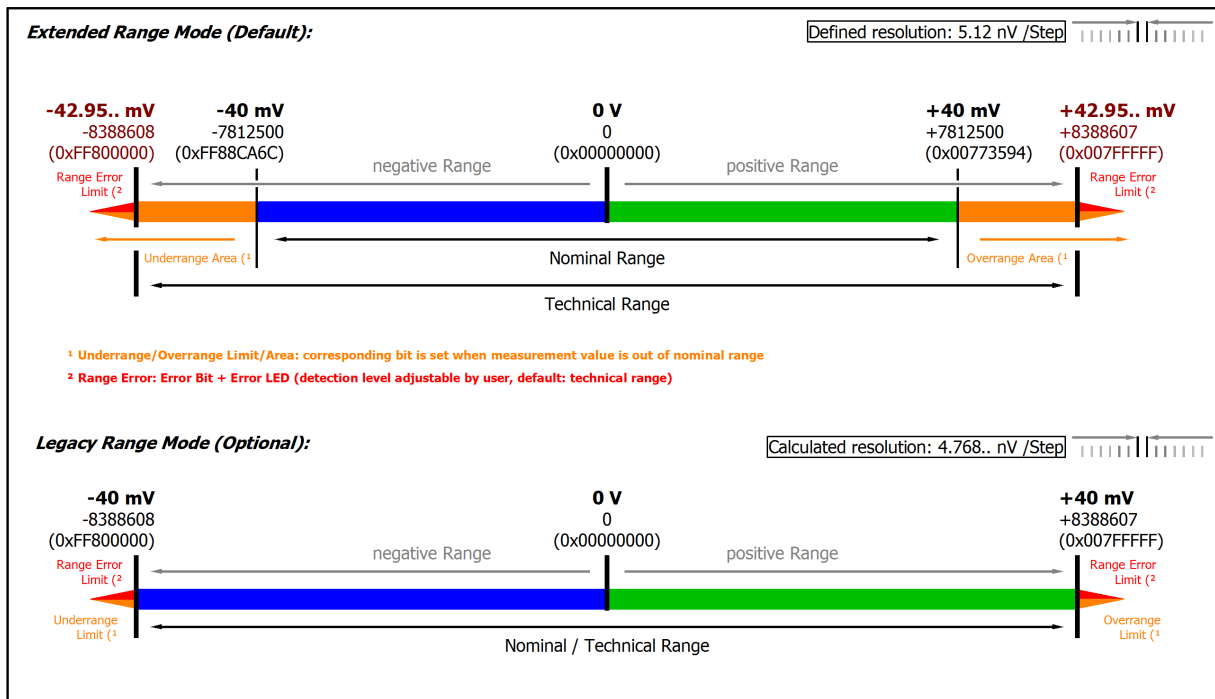 Extended Range Mode (Default):
Defined resolution: 5.12 nV /Step
-42.95.. mV
-40 mV
0 V
+40 mV
+42.95.. mV
-8388608
-7812500
0
+7812500
+8388607
(0xFF800000)
(0xFF88CA6C)
(0x00000000)
(0x00773594)
(0x007FFFFF)
negative Range
positive Range
Range Error
Limit (²
Range Error
Limit (²
Underrange Area (¹
Nominal Range
Overrange Area (¹
Technical Range
¹ Underrange/Overrange Limit/Area: corresponding bit is set when measurement value is out of nominal range
² Range Error: Error Bit + Error LED (detection level adjustable by user, default: technical range)
Legacy Range Mode (Optional):
Calculated resolution: 4.768.. nV /Step
-40 mV
0 V
+40 mV
-8388608
0
+8388607
(0xFF800000)
(0x00000000)
(0x007FFFFF)
negative Range
positive Range
Range Error
Limit (²
Range Error
Limit (²
Underrange
Limit (¹
Overrange
Limit (¹
Nominal / Technical Range